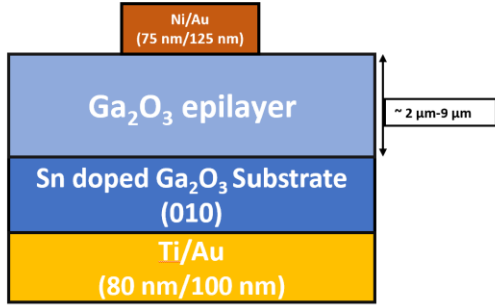 Ni/Au
(75 nm/125 nm)
Ga₂O₃ epilayer
~ 2 µm-9 µm
Sn doped Ga₂O₃ Substrate
(010)
Ti/Au
(80 nm/100 nm)